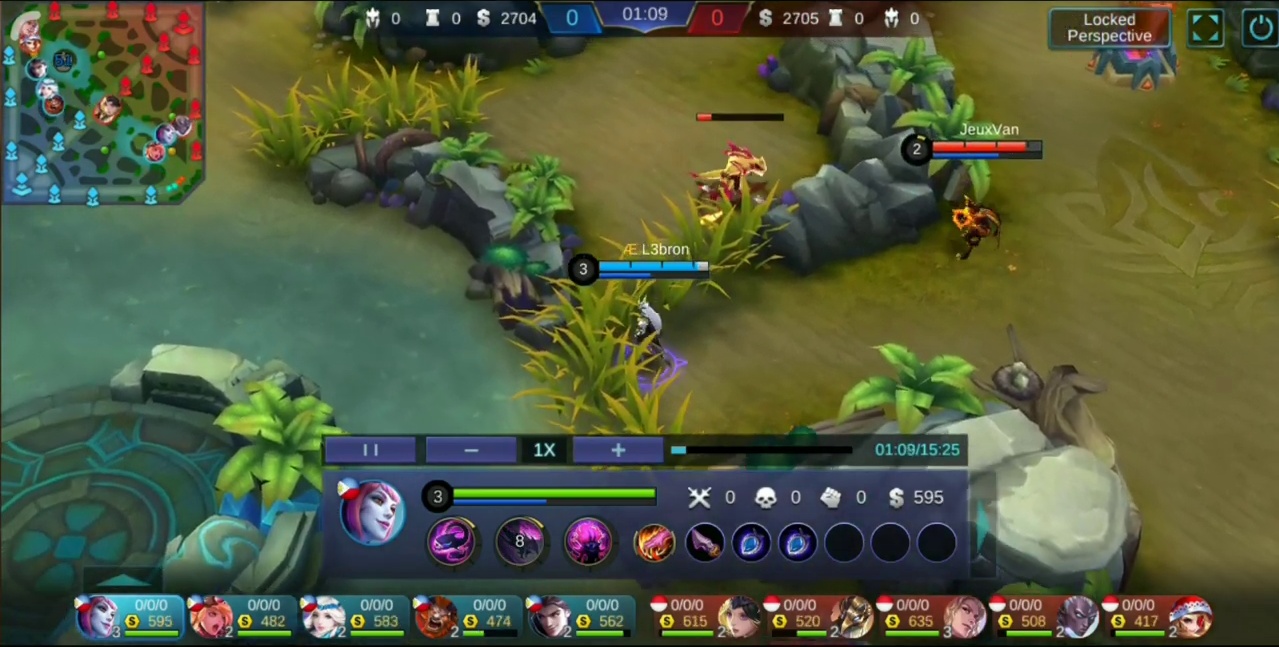 0 0 2704 0 01:09 0 2705 0 0
Locked
Perspective
JeuxVan
2
Æ L3bron
3
1X
01:09/15:25
3 0 0 0 595
8
0/0/0 0/0/0 0/0/0 0/0/0 0/0/0 0/0/0 0/0/0 0/0/0 0/0/0 0/0/0
595 482 583 474 562 615 520 635 508 417
3 2 2 2 2 2 2 3 2 2